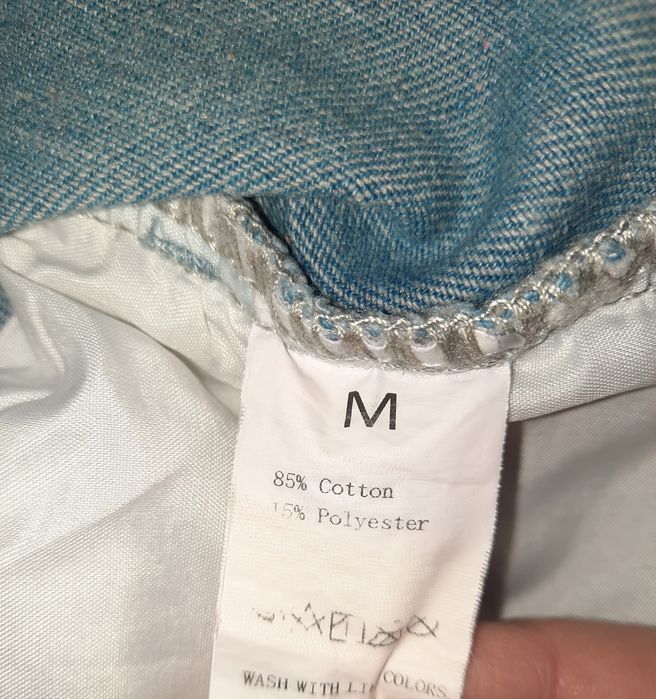 M
85% Cotton
15% Polyester
WASH WITH COLORS